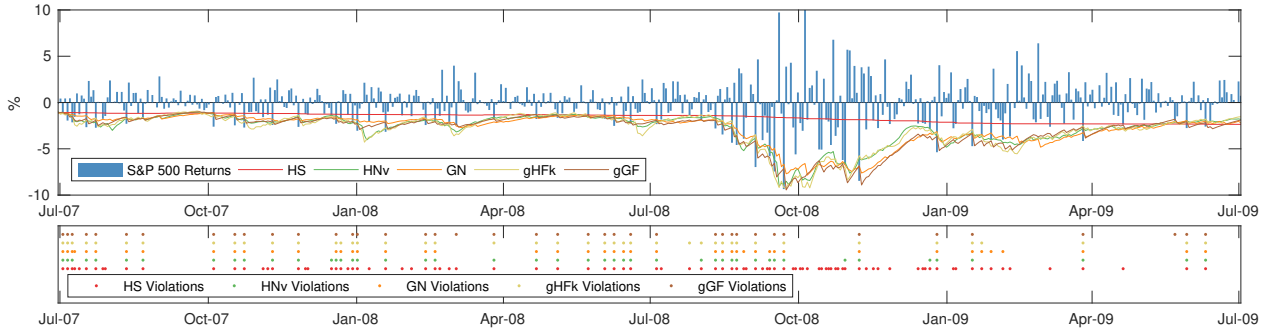 10
5
%
0
-5
S&P 500 Returns HS HNv GN gHFk gGF
-10
Jul-07 Oct-07 Jan-08 Apr-08 Jul-08 Oct-08 Jan-09 Apr-09 Jul-09
HS Violations HNv Violations GN Violations gHFk Violations gGF Violations
Jul-07 Oct-07 Jan-08 Apr-08 Jul-08 Oct-08 Jan-09 Apr-09 Jul-09